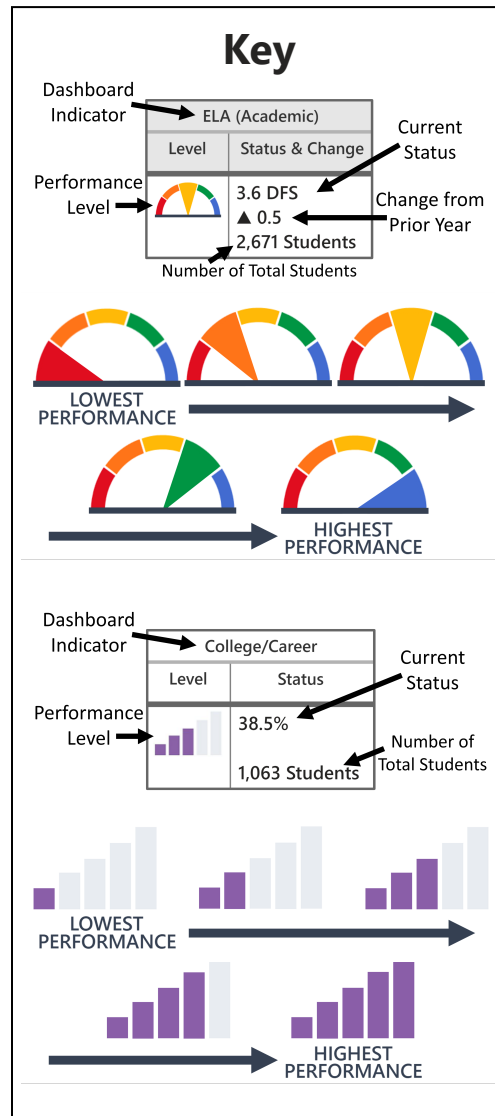 Key
Dashboard
Indicator
ELA (Academic)
Level
Status & Change
Current
Status
Performance
Level
3.6 DFS
▲ 0.5
2,671 Students
Change from
Prior Year
Number of Total Students
LOWEST
PERFORMANCE
HIGHEST
PERFORMANCE
Dashboard
Indicator
College/Career
Level
Status
Current
Status
Performance
Level
38.5%
1,063 Students
Number of
Total Students
LOWEST
PERFORMANCE
HIGHEST
PERFORMANCE